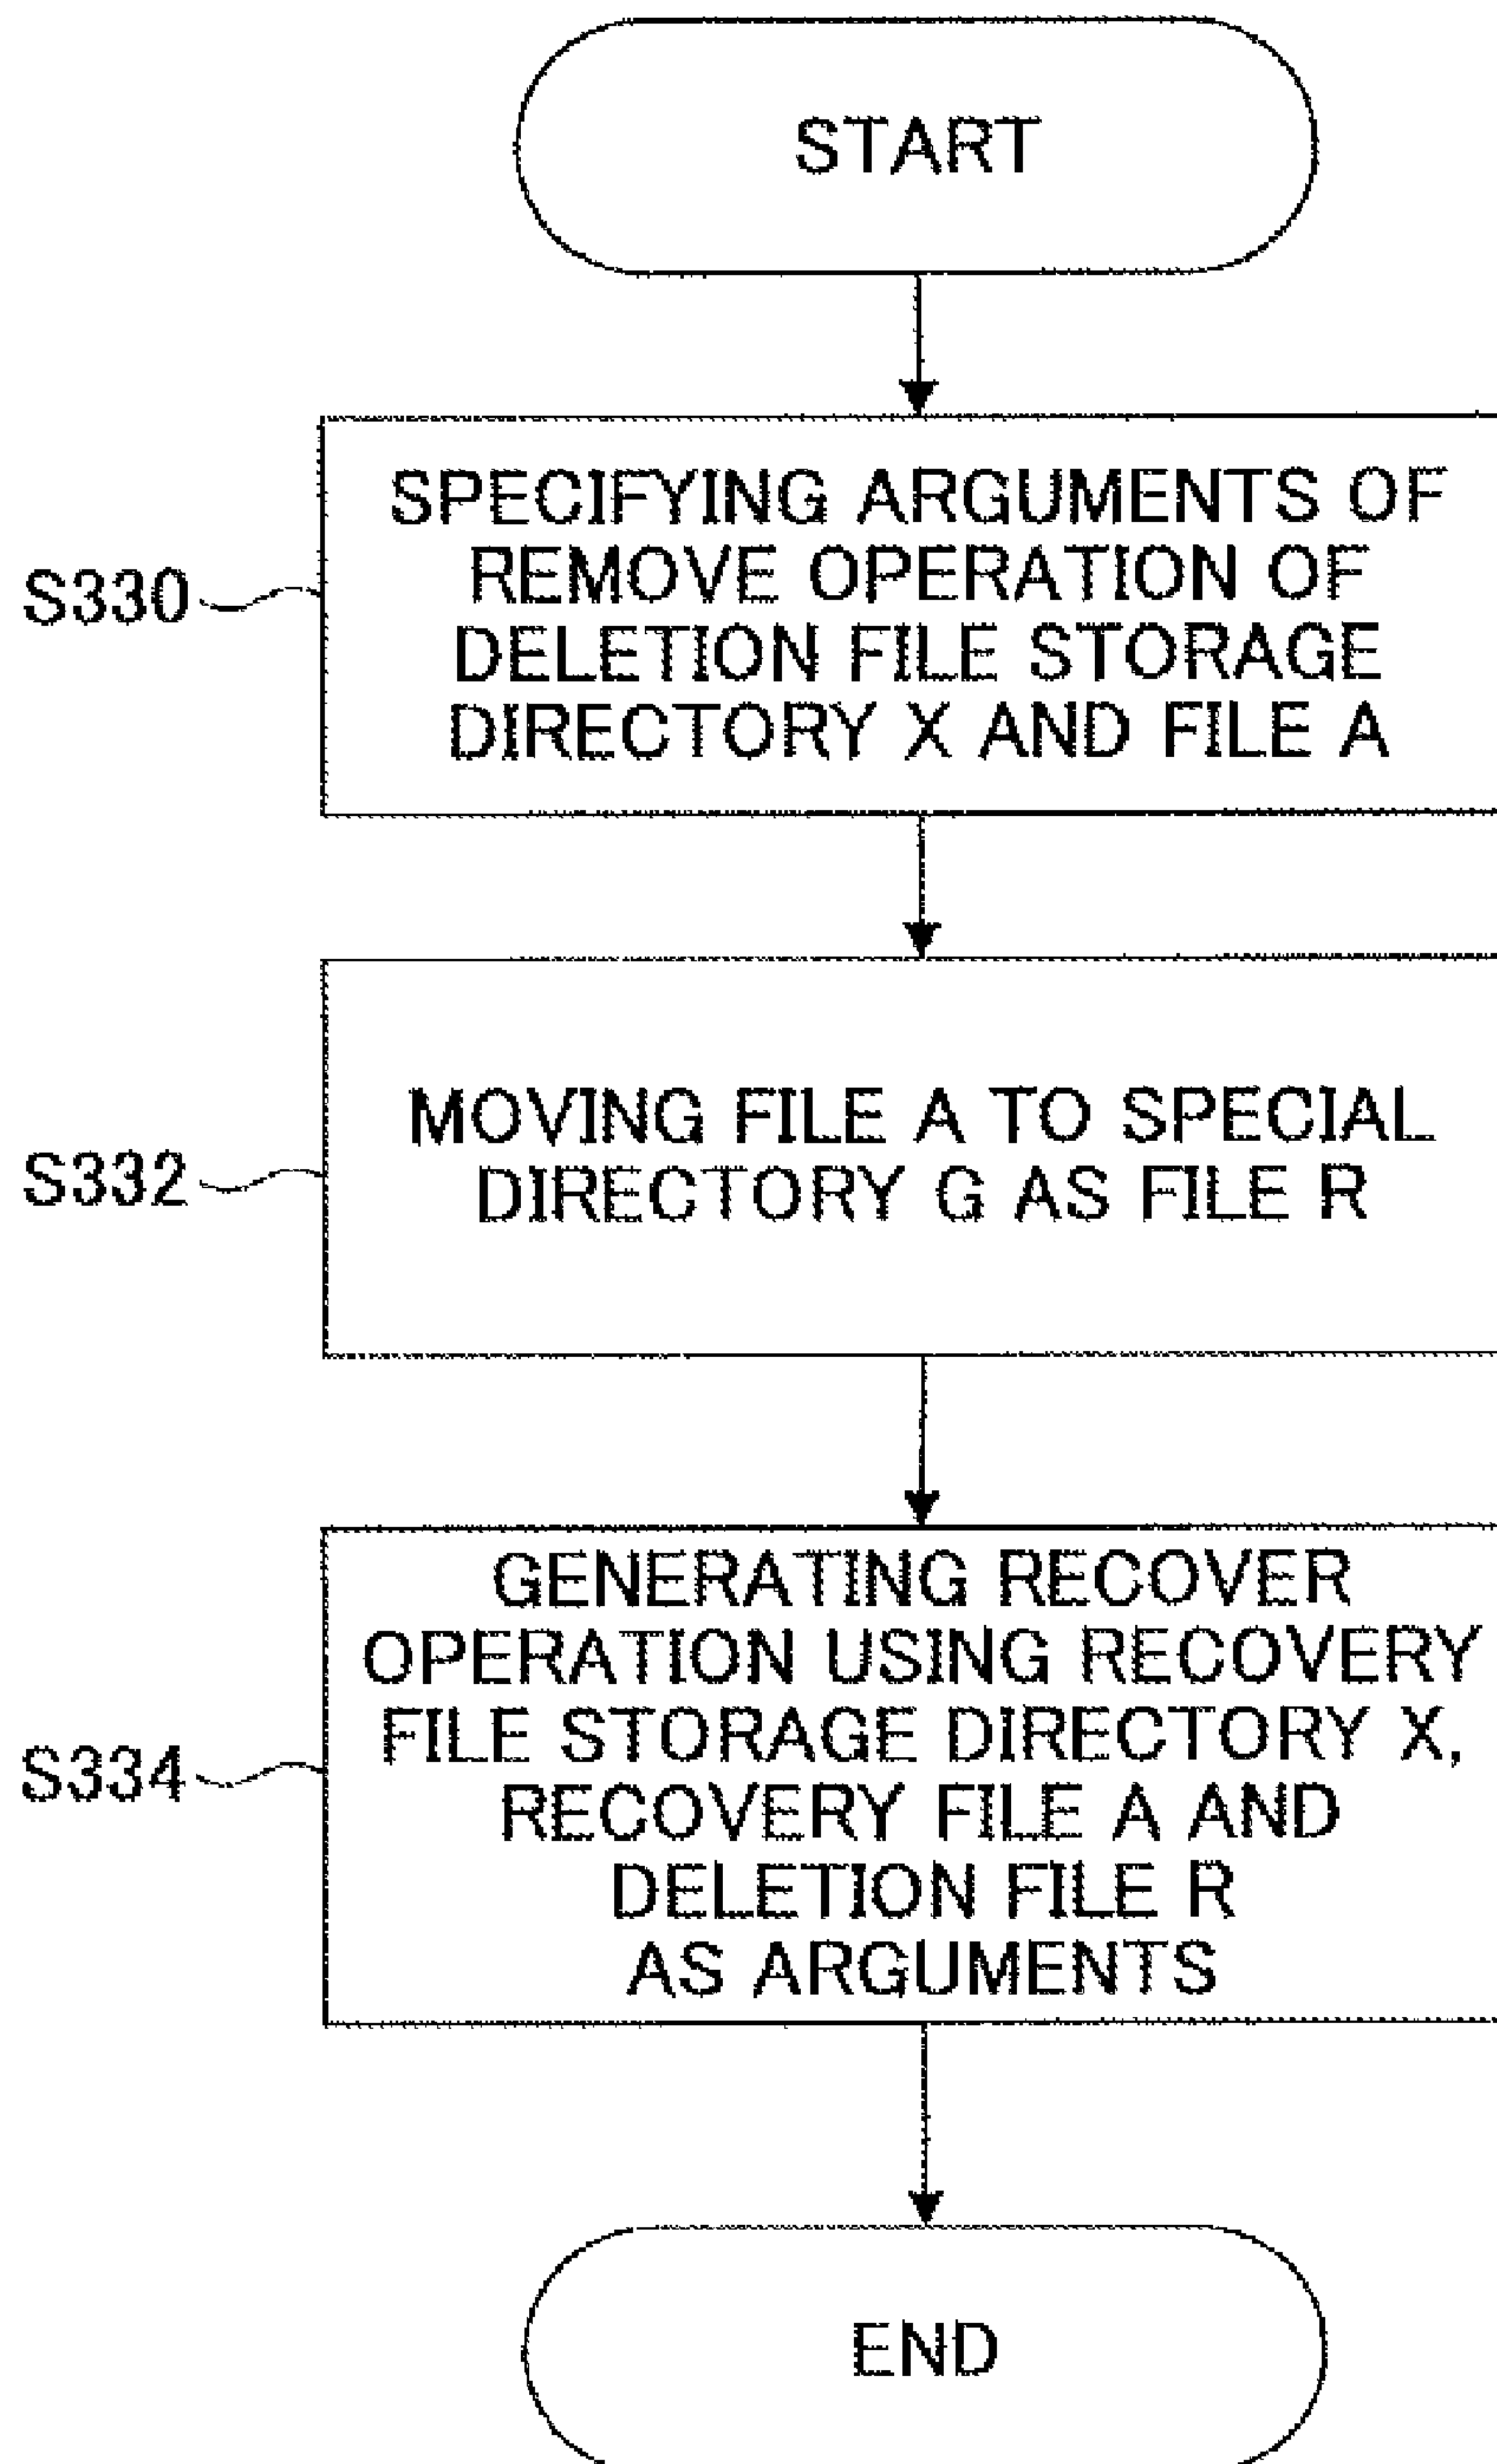 START
S330
SPECIFYING ARGUMENTS OF
REMOVE OPERATION OF
DELETION FILE STORAGE
DIRECTORY X AND FILE A
S332
MOVING FILE A TO SPECIAL
DIRECTORY G AS FILE R
S334
GENERATING RECOVER
OPERATION USING RECOVERY
FILE STORAGE DIRECTORY X,
RECOVERY FILE A AND
DELETION FILE R
AS ARGUMENTS
END